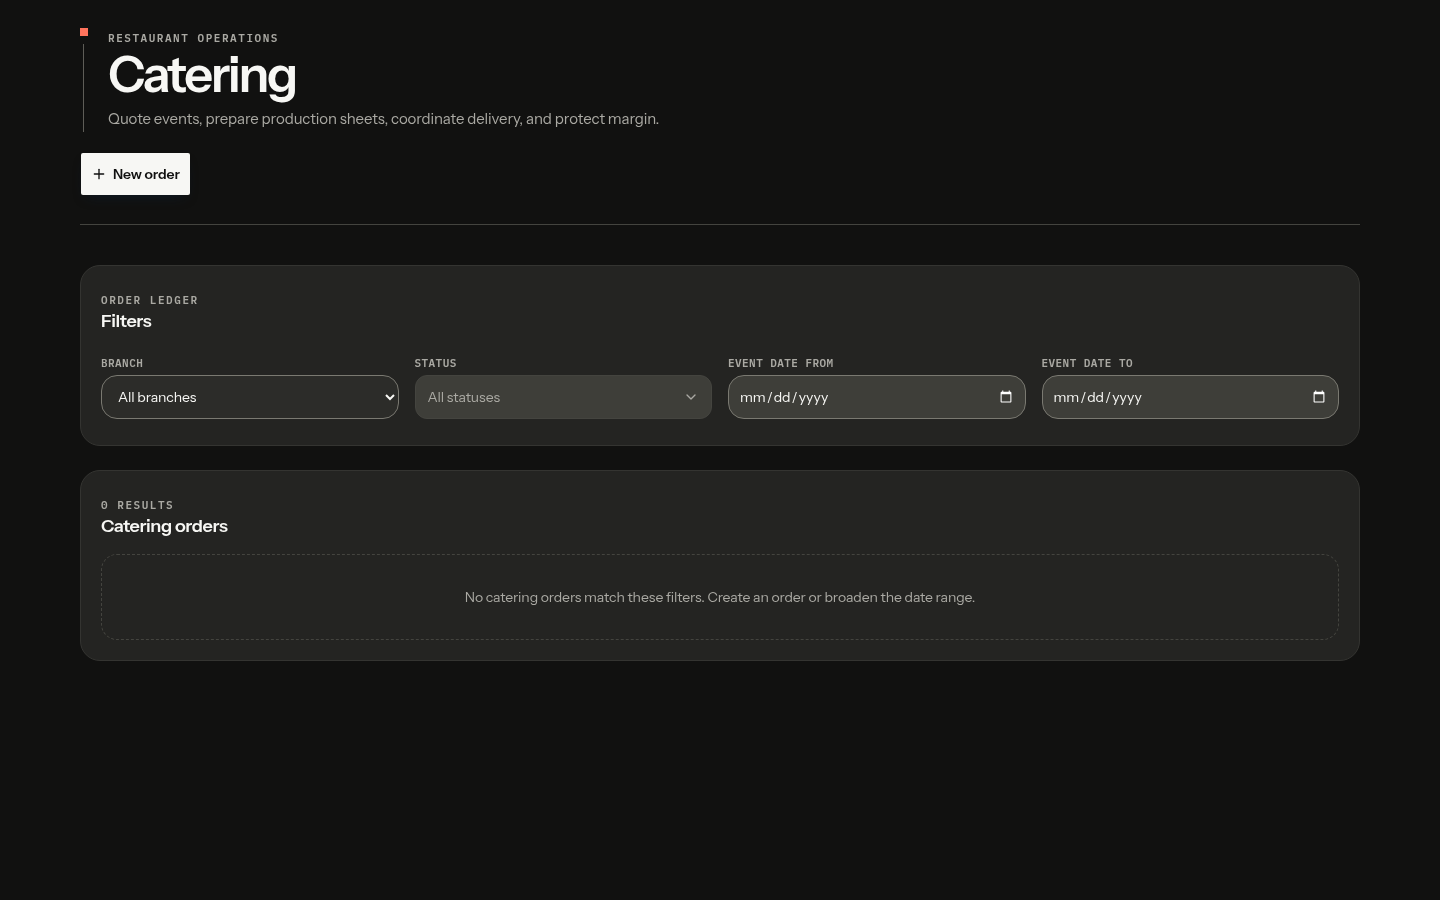 RESTAURANT OPERATIONS
Catering
Quote events, prepare production sheets, coordinate delivery, and protect margin.
New order
ORDER LEDGER
Filters
BRANCH
STATUS
EVENT DATE FROM
EVENT DATE TO
All branches
All statuses
mm/dd/yyyy
mm/dd/yyyy
0 RESULTS
Catering orders
No catering orders match these filters. Create an order or broaden the date range.